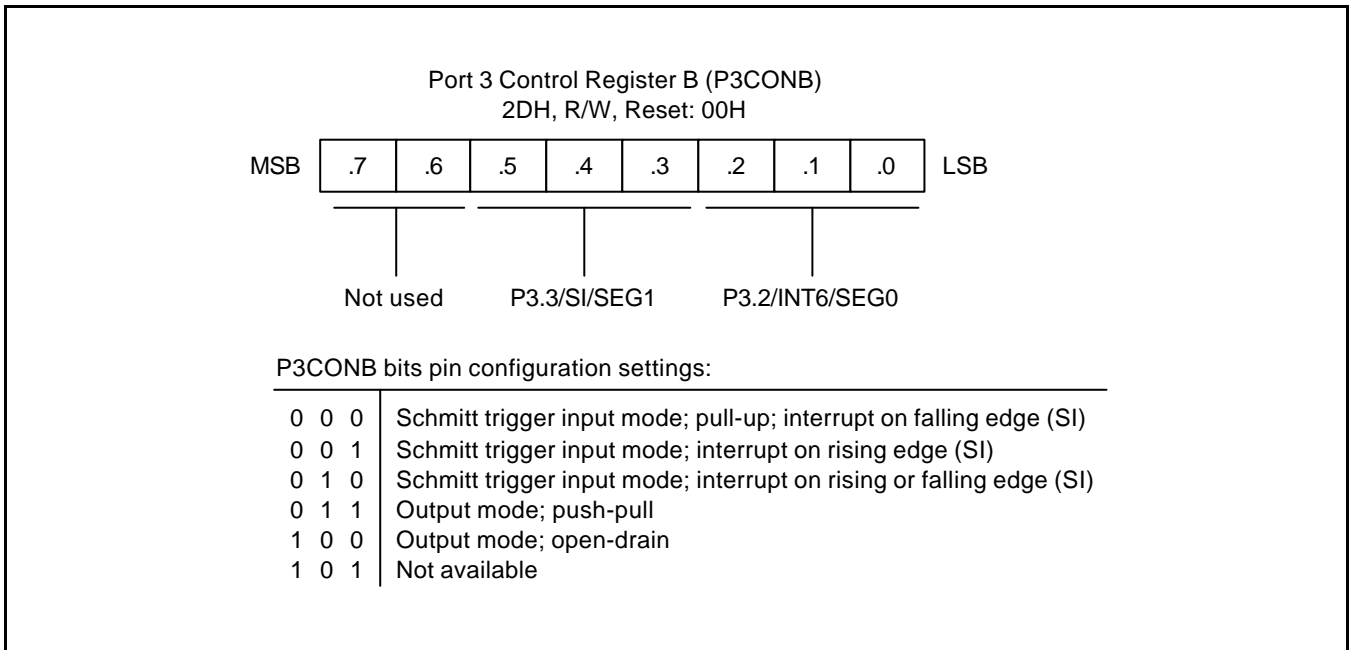 Port 3 Control Register B (P3CONB)
2DH, R/W, Reset: 00H
MSB .7 .6 .5 .4 .3 .2 .1 .0 LSB
Not used P3.3/SI/SEG1 P3.2/INT6/SEG0
P3CONB bits pin configuration settings:
0 0 0 Schmitt trigger input mode; pull-up; interrupt on falling edge (SI)
0 0 1 Schmitt trigger input mode; interrupt on rising edge (SI)
0 1 0 Schmitt trigger input mode; interrupt on rising or falling edge (SI)
0 1 1 Output mode; push-pull
1 0 0 Output mode; open-drain
1 0 1 Not available